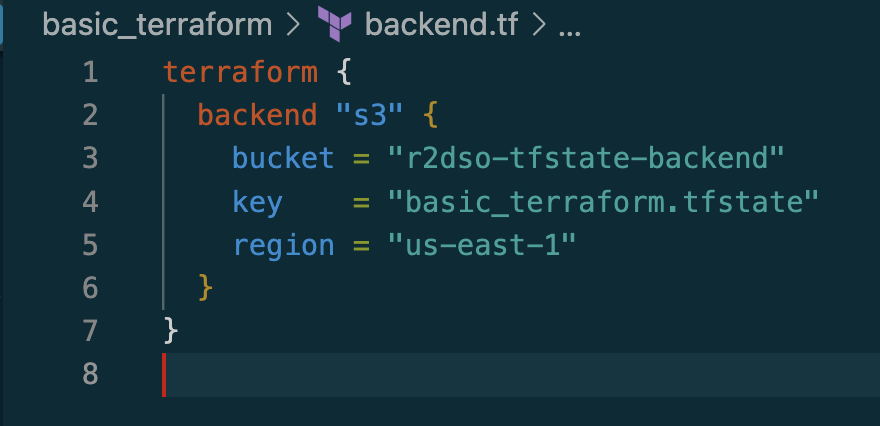 basic_terraform > backend.tf > ...
1 terraform {
2   backend "s3" {
3     bucket = "r2dso-tfstate-backend"
4     key    = "basic_terraform.tfstate"
5     region = "us-east-1"
6   }
7 }
8